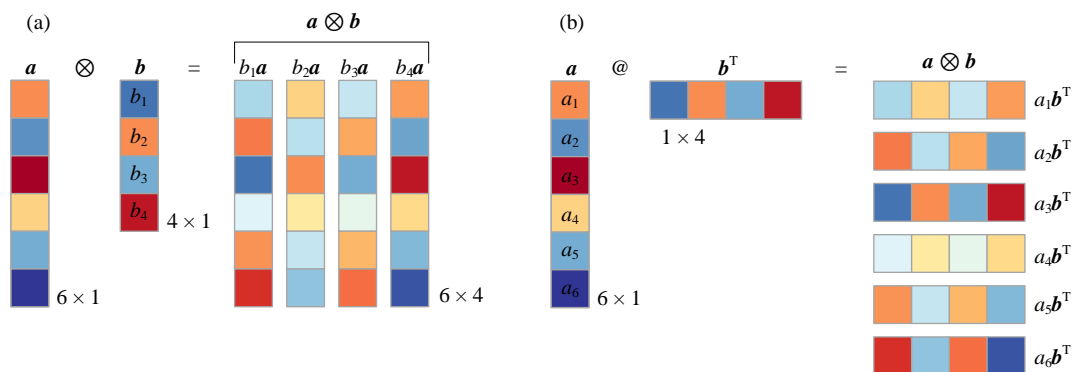 (a)
a ⊗ b
a ⊗ b = b₁a b₂a b₃a b₄a
b₁
b₂
b₃
b₄
4 × 1
6 × 1
6 × 4
(b)
a @ bᵀ = a ⊗ b
a₁
a₂
a₃
a₄
a₅
a₆
6 × 1
1 × 4
a₁bᵀ
a₂bᵀ
a₃bᵀ
a₄bᵀ
a₅bᵀ
a₆bᵀ